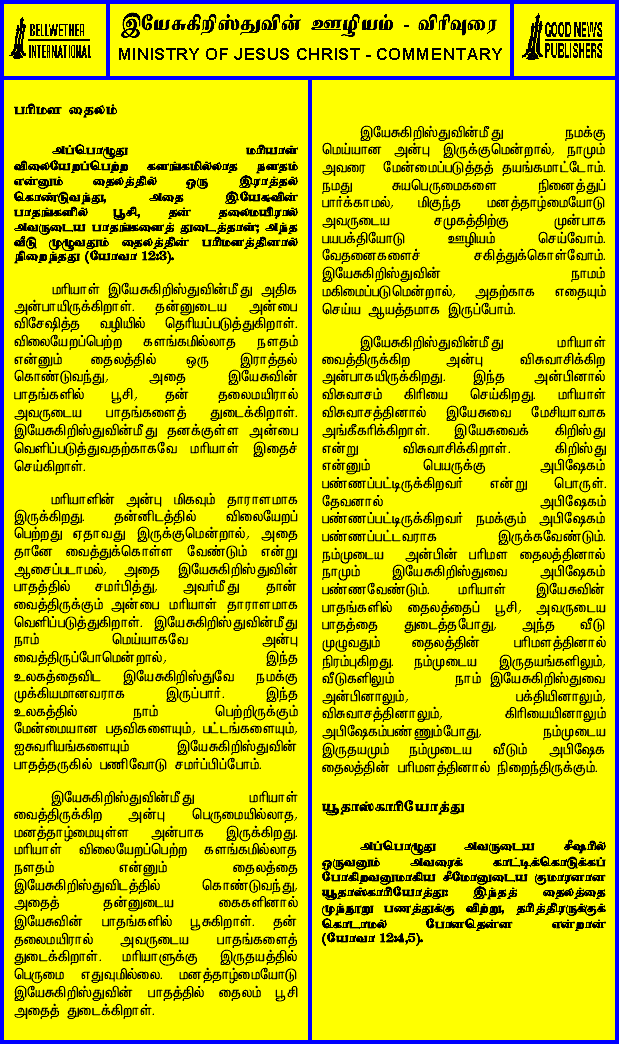 BELLWETHER
INTERNATIONAL
இயேசுகிறிஸ்துவின் ஊழியம் - விரிவுரை
MINISTRY OF JESUS CHRIST - COMMENTARY
GOOD NEWS
PUBLISHERS
பரிமள தைலம்
அப்பொழுது மரியாள்
விலையேறப்பெற்ற களங்கமில்லாத நளதம்
என்னும் தைலத்தில் ஒரு இராத்தல்
கொண்டுவந்து, அதை இயேசுவின்
பாதங்களில் பூசி, தன் தலைமயிரால்
அவருடைய பாதங்களைத் துடைத்தாள்; அந்த
வீடு முழுவதும் தைலத்தின் பரிமளத்தினால்
நிறைந்தது (யோவா 12:3).
மரியாள் இயேசுகிறிஸ்துவின்மீது அதிக
அன்பாயிருக்கிறாள். தன்னுடைய அன்பை
விசேஷித்த வழியில் தெரியப்படுத்துகிறாள்.
விலையேறப்பெற்ற களங்கமில்லாத நளதம்
என்னும் தைலத்தில் ஒரு இராத்தல்
கொண்டுவந்து, அதை இயேசுவின்
பாதங்களில் பூசி, தன் தலைமயிரால்
அவருடைய பாதங்களைத் துடைக்கிறாள்.
இயேசுகிறிஸ்துவின்மீது தனக்குள்ள அன்பை
வெளிப்படுத்துவதற்காகவே மரியாள் இதைச்
செய்கிறாள்.
மரியாளின் அன்பு மிகவும் தாராளமாக
இருக்கிறது. தன்னிடத்தில் விலையேறப்
பெற்றது ஏதாவது இருக்குமென்றால், அதை
தானே வைத்துக்கொள்ள வேண்டும் என்று
ஆசைப்படாமல், அதை இயேசுகிறிஸ்துவின்
பாதத்தில் சமர்பித்து, அவர்மீது தான்
வைத்திருக்கும் அன்பை மரியாள் தாராளமாக
வெளிப்படுத்துகிறாள். இயேசுகிறிஸ்துவின்மீது
நாம் மெய்யாகவே அன்பு
வைத்திருப்போமென்றால், இந்த
உலகத்தைவிட இயேசுகிறிஸ்துவே நமக்கு
முக்கியமானவராக இருப்பார். இந்த
உலகத்தில் நாம் பெற்றிருக்கும்
மேன்மையான பதவிகளையும், பட்டங்களையும்,
ஐசுவரியங்களையும் இயேசுகிறிஸ்துவின்
பாதத்தருகில் பணிவோடு சமர்ப்பிப்போம்.
இயேசுகிறிஸ்துவின்மீது மரியாள்
வைத்திருக்கிற அன்பு பெருமையில்லாத,
மனத்தாழ்மையுள்ள அன்பாக இருக்கிறது.
மரியாள் விலையேறப்பெற்ற களங்கமில்லாத
நளதம் என்னும் தைலத்தை
இயேசுகிறிஸ்துவிடத்தில் கொண்டுவந்து,
அதைத் தன்னுடைய கைகளினால்
இயேசுவின் பாதங்களில் பூசுகிறாள். தன்
தலைமயிரால் அவருடைய பாதங்களைத்
துடைக்கிறாள். மரியாளுக்கு இருதயத்தில்
பெருமை எதுவுமில்லை. மனத்தாழ்மையோடு
இயேசுகிறிஸ்துவின் பாதத்தில் தைலம் பூசி
அதைத் துடைக்கிறாள்.
இயேசுகிறிஸ்துவின்மீது நமக்கு
மெய்யான அன்பு இருக்குமென்றால், நாமும்
அவரை மேன்மைப்படுத்தத் தயங்கமாட்டோம்.
நமது சுயபெருமைகளை நினைத்துப்
பார்க்காமல், மிகுந்த மனத்தாழ்மையோடு
அவருடைய சமுகத்திற்கு முன்பாக
பயபக்தியோடு ஊழியம் செய்வோம்.
வேதனைகளைச் சகித்துக்கொள்வோம்.
இயேசுகிறிஸ்துவின் நாமம்
மகிமைப்படுமென்றால், அதற்காக எதையும்
செய்ய ஆயத்தமாக இருப்போம்.
இயேசுகிறிஸ்துவின்மீது மரியாள்
வைத்திருக்கிற அன்பு விசுவாசிக்கிற
அன்பாகயிருக்கிறது. இந்த அன்பினால்
விசுவாசம் கிரியை செய்கிறது. மரியாள்
விசுவாசத்தினால் இயேசுவை மேசியாவாக
அங்கீகரிக்கிறாள். இயேசுவைக் கிறிஸ்து
என்று விசுவாசிக்கிறாள். கிறிஸ்து
என்னும் பெயருக்கு அபிஷேகம்
பண்ணப்பட்டிருக்கிறவர் என்று பொருள்.
தேவனால் அபிஷேகம்
பண்ணப்பட்டிருக்கிறவர் நமக்கும் அபிஷேகம்
பண்ணப்பட்டவராக இருக்கவேண்டும்.
நம்முடைய அன்பின் பரிமள தைலத்தினால்
நாமும் இயேசுகிறிஸ்துவை அபிஷேகம்
பண்ணவேண்டும். மரியாள் இயேசுவின்
பாதங்களில் தைலத்தைப் பூசி, அவருடைய
பாதத்தை துடைத்தபோது, அந்த வீடு
முழுவதும் தைலத்தின் பரிமளத்தினால்
நிரம்புகிறது. நம்முடைய இருதயங்களிலும்,
வீடுகளிலும் நாம் இயேசுகிறிஸ்துவை
அன்பினாலும், பக்தியினாலும்,
விசுவாசத்தினாலும், கிரியையினாலும்
அபிஷேகம்பண்ணும்போது, நம்முடைய
இருதயமும் நம்முடைய வீடும் அபிஷேக
தைலத்தின் பரிமளத்தினால் நிறைந்திருக்கும்.
யூதாஸ்காரியோத்து
அப்பொழுது அவருடைய சீஷரில்
ஒருவனும் அவரைக் காட்டிக்கொடுக்கப்
போகிறவனுமாகிய சீமோனுடைய குமாரனான
யூதாஸ்காரியோத்து: இந்தத் தைலத்தை
முந்நூறு பணத்துக்கு விற்று, தரித்திரருக்குக்
கொடாமல் போனதென்ன என்றான்
(யோவா 12:4,5).